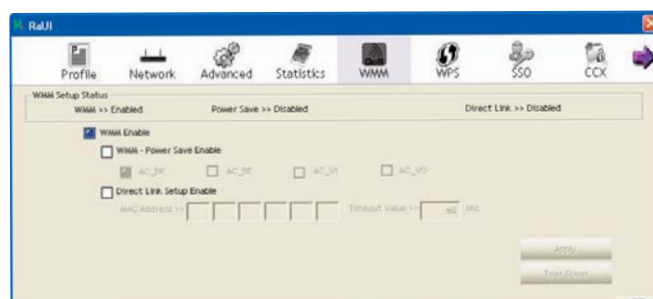 RaUI
Profile Network Advanced Statistics QoS WMM WPS SSO CCX
WMM Setup Status
WMM >> Enabled Power Save >> Disabled Direct Link >> Disabled
WMM Enable
WMM - Power Save Enable
AC_BK AC_BE AC_VI AC_VO
Direct Link Setup Enable
MAC Address >> Timeout Value >> 60 sec
Apply
Tear Down